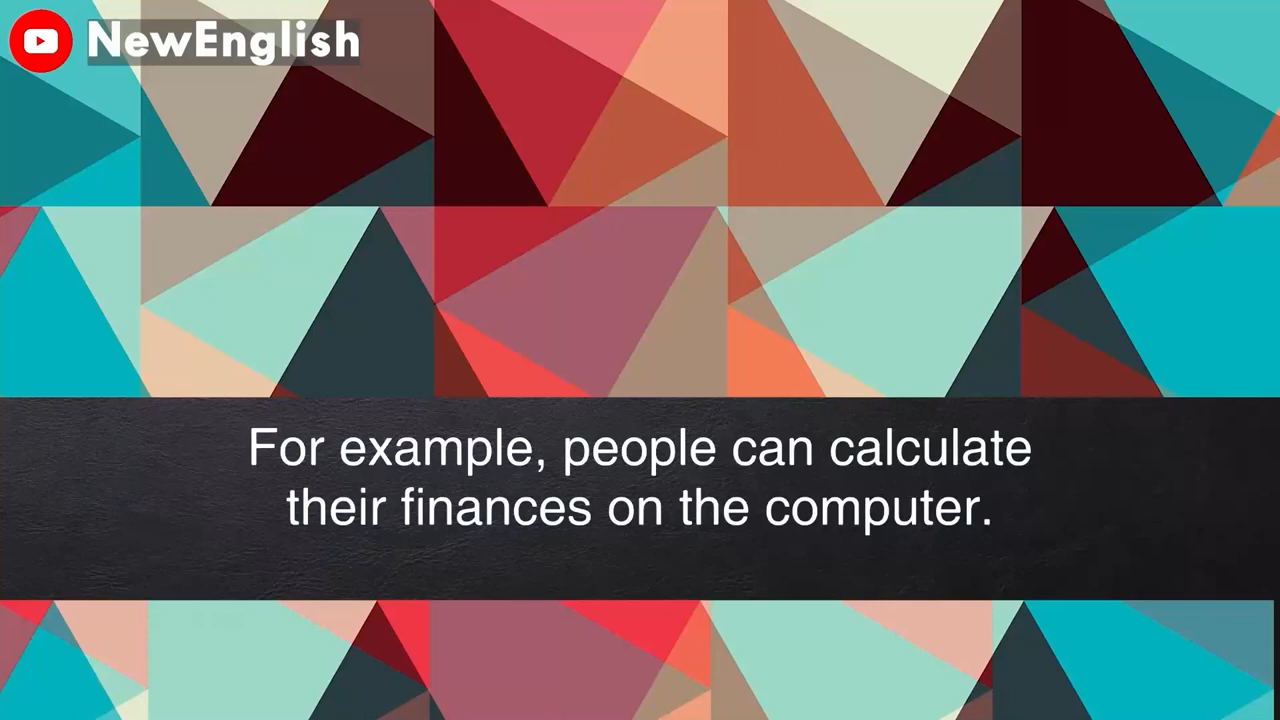 NewEnglish
For example, people can calculate
their finances on the computer.